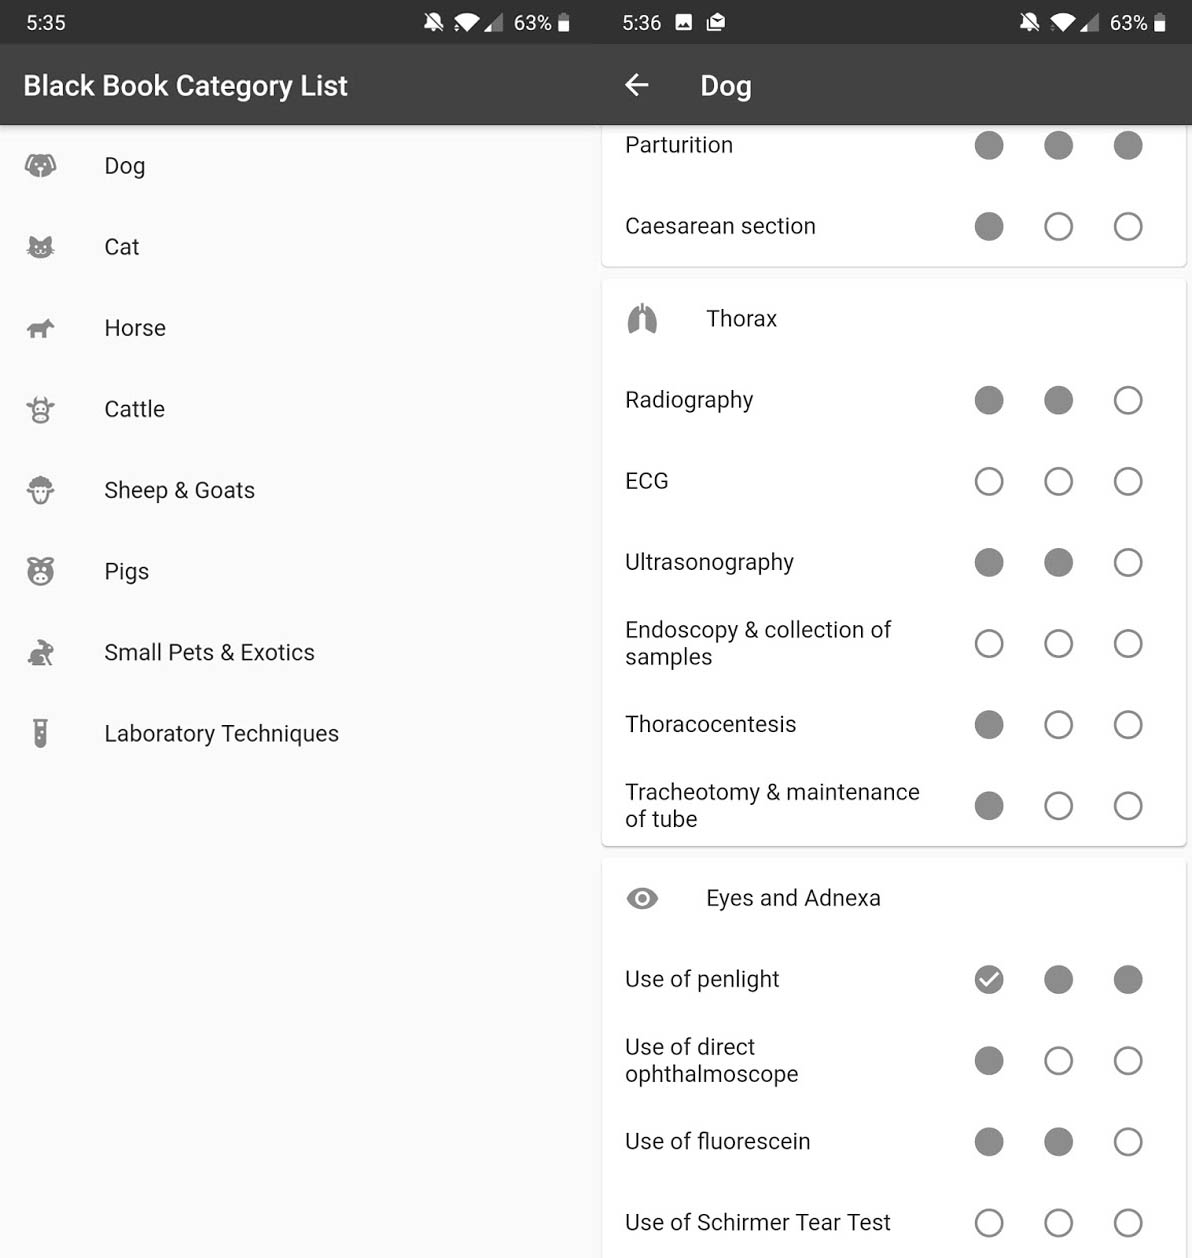 5:35
63%
Black Book Category List
Dog
Cat
Horse
Cattle
Sheep & Goats
Pigs
Small Pets & Exotics
Laboratory Techniques
5:36
63%
Dog
Parturition
Caesarean section
Thorax
Radiography
ECG
Ultrasonography
Endoscopy & collection of
samples
Thoracocentesis
Tracheotomy & maintenance
of tube
Eyes and Adnexa
Use of penlight
Use of direct
ophthalmoscope
Use of fluorescein
Use of Schirmer Tear Test